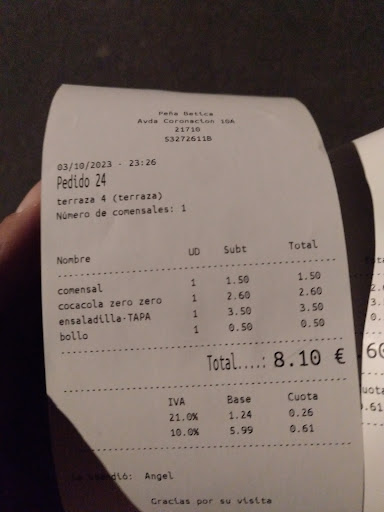 Peña Betica
Avda Coronacion 10A
21710
53272611B
03/10/2023 - 23:26
Pedido 24
terraza 4 (terraza)
Número de comensales: 1
Nombre UD Subt Total
comensal 1 1.50 1.50
cocacola zero zero 1 2.60 2.60
ensaladilla-TAPA 1 3.50 3.50
bollo 1 0.50 0.50
Total....: 8.10 €
IVA Base Cuota
21.0% 1.24 0.26
10.0% 5.99 0.61
Angel
Gracias por su visita